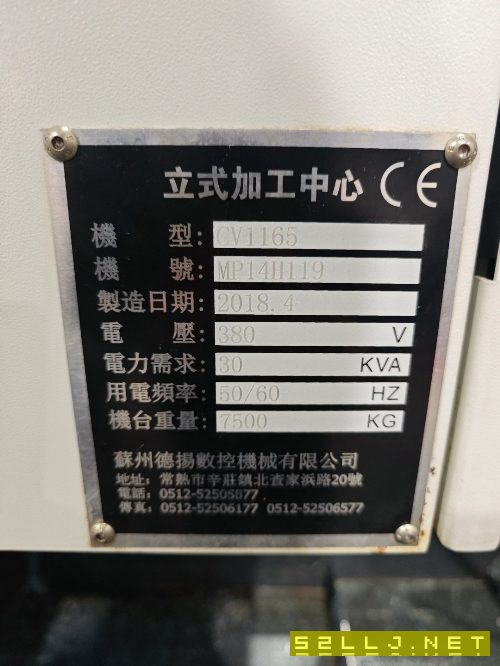 立式加工中心 CE
機型: CV1165
機號: MP14H119
製造日期: 2018.4
電壓: 380 V
電力需求: 30 KVA
用電頻率: 50/60 HZ
機台重量: 7500 KG
蘇州德揚數控機械有限公司
地址: 常熟市辛莊鎮北查家浜路20號
電話: 0512-52505877
傳真: 0512-52506177 0512-52506577
52LLJ.NET